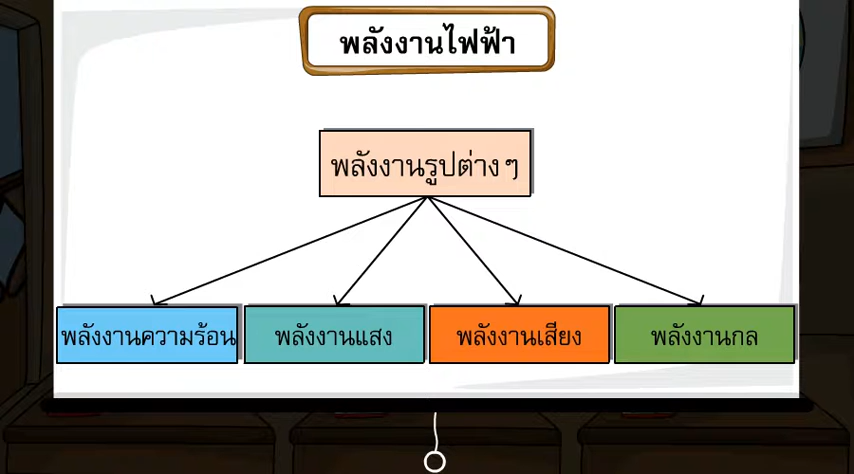 พลังงานไฟฟ้า
พลังงานรูปต่าง ๆ
พลังงานความร้อน
พลังงานแสง
พลังงานเสียง
พลังงานกล